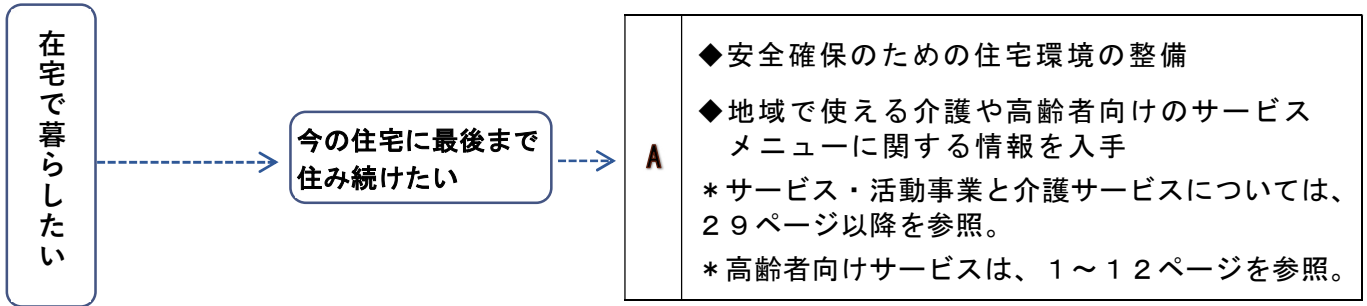 在宅で暮らしたい
今の住宅に最後まで
住み続けたい
A
◆安全確保のための住宅環境の整備
◆地域で使える介護や高齢者向けのサービス
メニューに関する情報を入手
＊サービス・活動事業と介護サービスについては、
２９ページ以降を参照。
＊高齢者向けサービスは、１～１２ページを参照。